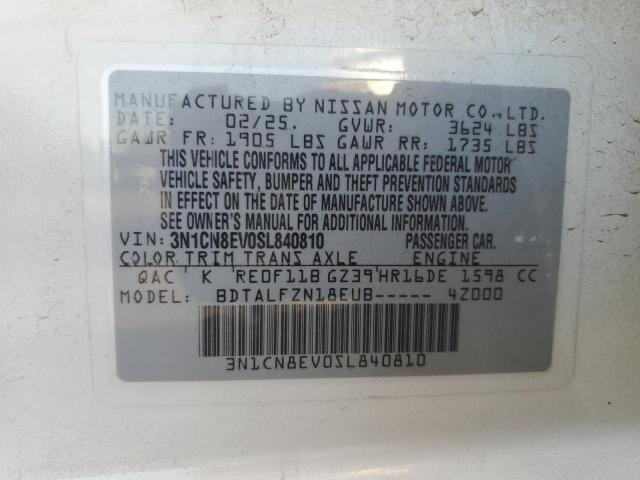 MANUFACTURED BY NISSAN MOTOR CO.,LTD.
02/25. GVWR: 3624 LBS
GAWR FR: 1905 LBS GAWR RR: 1735 LBS
THIS VEHICLE CONFORMS TO ALL APPLICABLE FEDERAL MOTOR
VEHICLE SAFETY, BUMPER AND THEFT PREVENTION STANDARDS
IN EFFECT ON THE DATE OF MANUFACTURE SHOWN ABOVE.
SEE OWNER'S MANUAL FOR ADDITIONAL INFORMATION.
VIN: 3N1CN8EV0SL840810 PASSENGER CAR.
COLOR TRIM TRANS AXLE ENGINE
QAC K RE0F11B GZ39 HR16DE 1598 CC
MODEL: BDTALFZN18EUB----- 4Z000
3N1CN8EV0SL840810